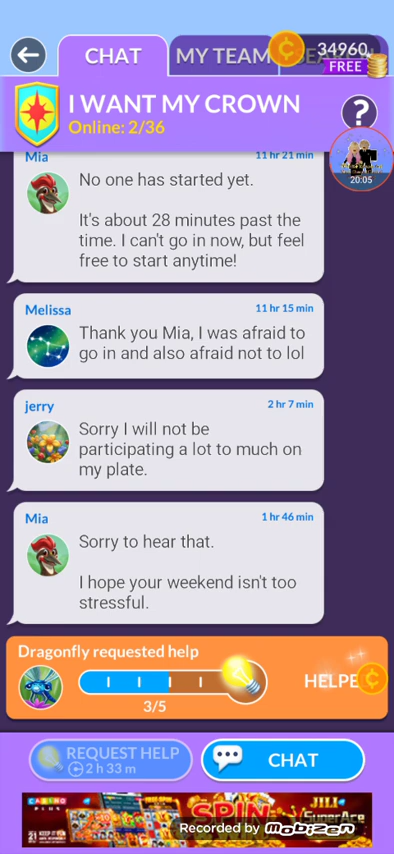 CHAT
MY TEAM
34960
FREE
I WANT MY CROWN
Online: 2/36
?
20:05
Mia
11 hr 21 min
No one has started yet.
It's about 28 minutes past the
time. I can't go in now, but feel
free to start anytime!
Melissa
11 hr 15 min
Thank you Mia, I was afraid to
go in and also afraid not to lol
jerry
2 hr 7 min
Sorry I will not be
participating a lot to much on
my plate.
Mia
1 hr 46 min
Sorry to hear that.
I hope your weekend isn't too
stressful.
Dragonfly requested help
HELPE
3/5
REQUEST HELP
2 h 33 m
CHAT
CASINO
PLUS
21
SPIN
JILI
SuperAce
Recorded by Mobizen